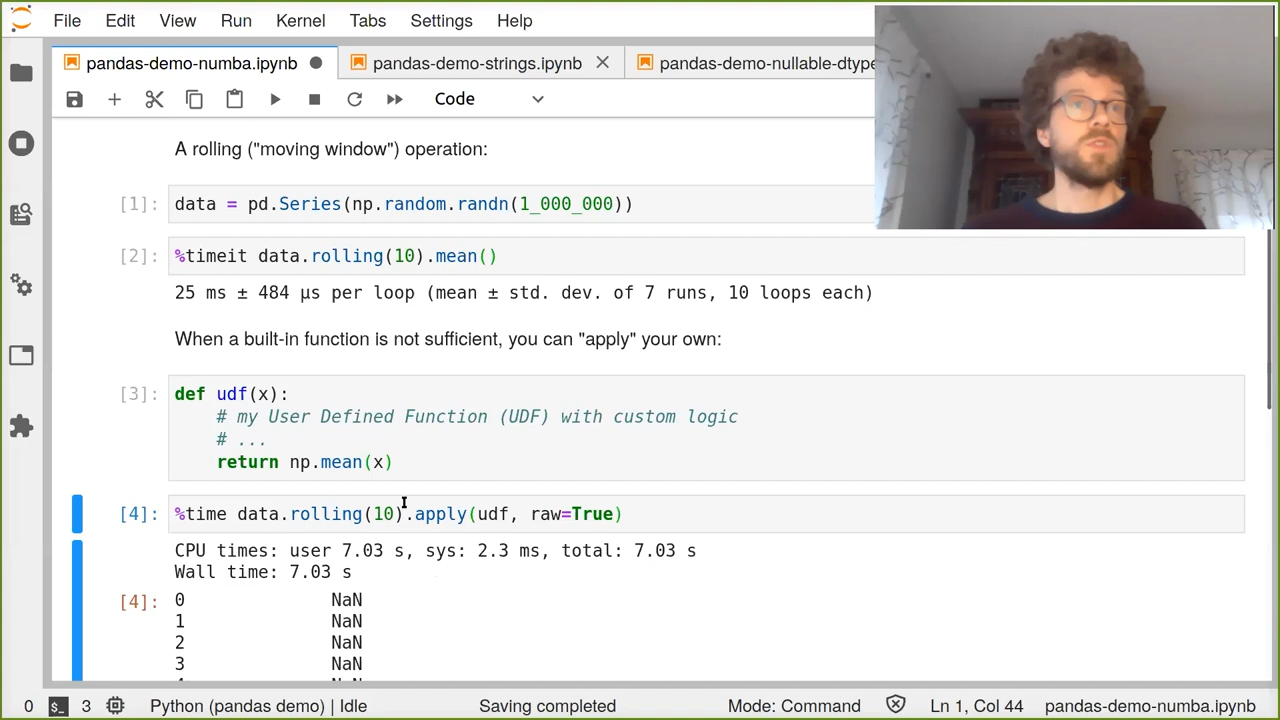 File Edit View Run Kernel Tabs Settings Help
pandas-demo-numba.ipynb pandas-demo-strings.ipynb pandas-demo-nullable-dtype
Code
A rolling ("moving window") operation:
[1]: data = pd.Series(np.random.randn(1_000_000))
[2]: %timeit data.rolling(10).mean()
25 ms ± 484 µs per loop (mean ± std. dev. of 7 runs, 10 loops each)
When a built-in function is not sufficient, you can "apply" your own:
[3]: def udf(x):
# my User Defined Function (UDF) with custom logic
# ...
return np.mean(x)
[4]: %time data.rolling(10).apply(udf, raw=True)
CPU times: user 7.03 s, sys: 2.3 ms, total: 7.03 s
Wall time: 7.03 s
[4]: 0 NaN
1 NaN
2 NaN
3 NaN
0 $_ 3 Python (pandas demo) | Idle Saving completed Mode: Command Ln 1, Col 44 pandas-demo-numba.ipynb